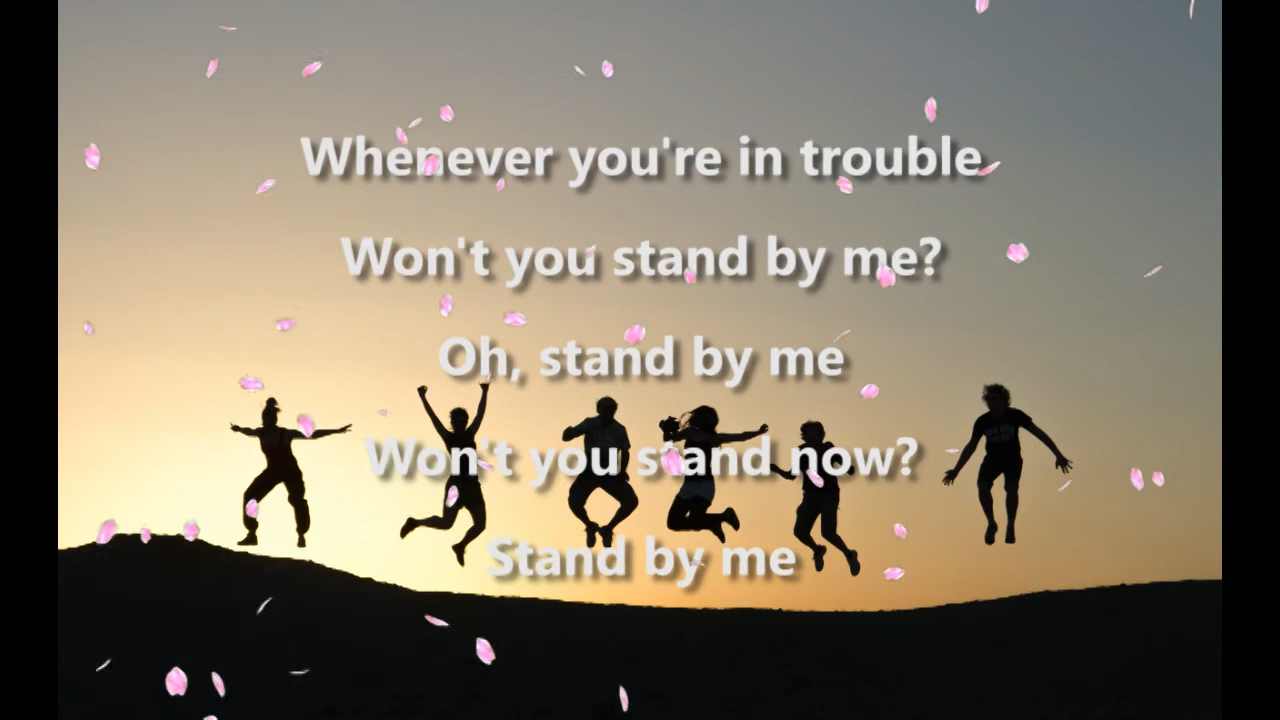 Whenever you're in trouble
Won't you stand by me?
Oh, stand by me
Won't you stand now?
Stand by me